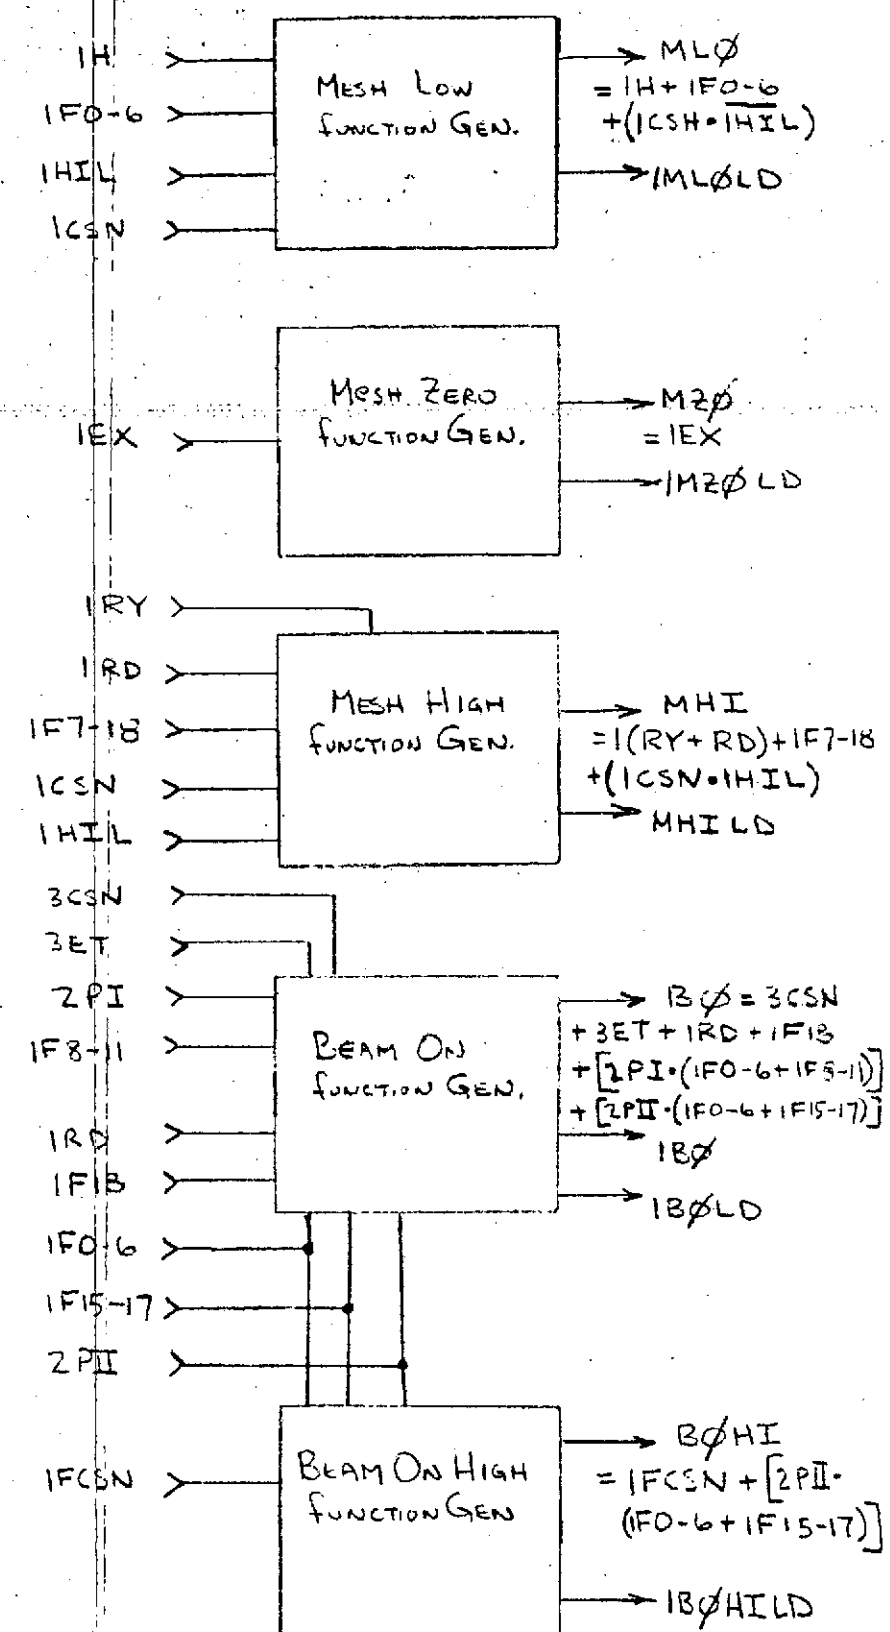 1H
1F0-6
1HIL
1CSN
MESH LOW
FUNCTION GEN.
MLØ
= 1H + 1F0-6
+ (1CSH • 1H̅I̅L̅)
1MLØLD
1EX
MESH ZERO
FUNCTION GEN.
MZØ
= 1EX
1MZØLD
1RY
1RD
1F7-18
1CSN
1HIL
MESH HIGH
FUNCTION GEN.
MHI
= 1(RY + RD) + 1F7-18
+ (1CSN • 1HIL)
MHILD
3CSN
3ET
2PI
1F8-11
1RD
1F13
1F0-6
1F15-17
2PII
BEAM ON
FUNCTION GEN.
BØ = 3CSN
+ 3ET + 1RD + 1F13
+ [2PI • (1F0-6 + 1F8-11)]
+ [2PII • (1F0-6 + 1F15-17)]
1BØ
1BØLD
1FCSN
BEAM ON HIGH
FUNCTION GEN
BØHI
= 1FCSN + [2PII •
(1F0-6 + 1F15-17)]
1BØHILD